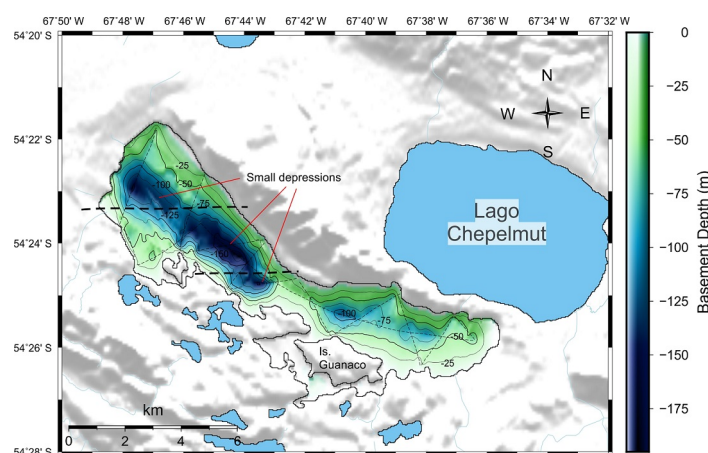 67°50' W 67°48' W 67°46' W 67°44' W 67°42' W 67°40' W 67°38' W 67°36' W 67°34' W 67°32' W
54°20' S
54°22' S
54°24' S
54°26' S
54°28' S
N
W E
S
-25
-100
-50
-75
-125
-160
Small depressions
Lago
Chepelmut
-100
-75
-50
-25
Is.
Guanaco
km
0 2 4 6
0
−25
−50
−75
−100
−125
−150
−175
Basement Depth (m)